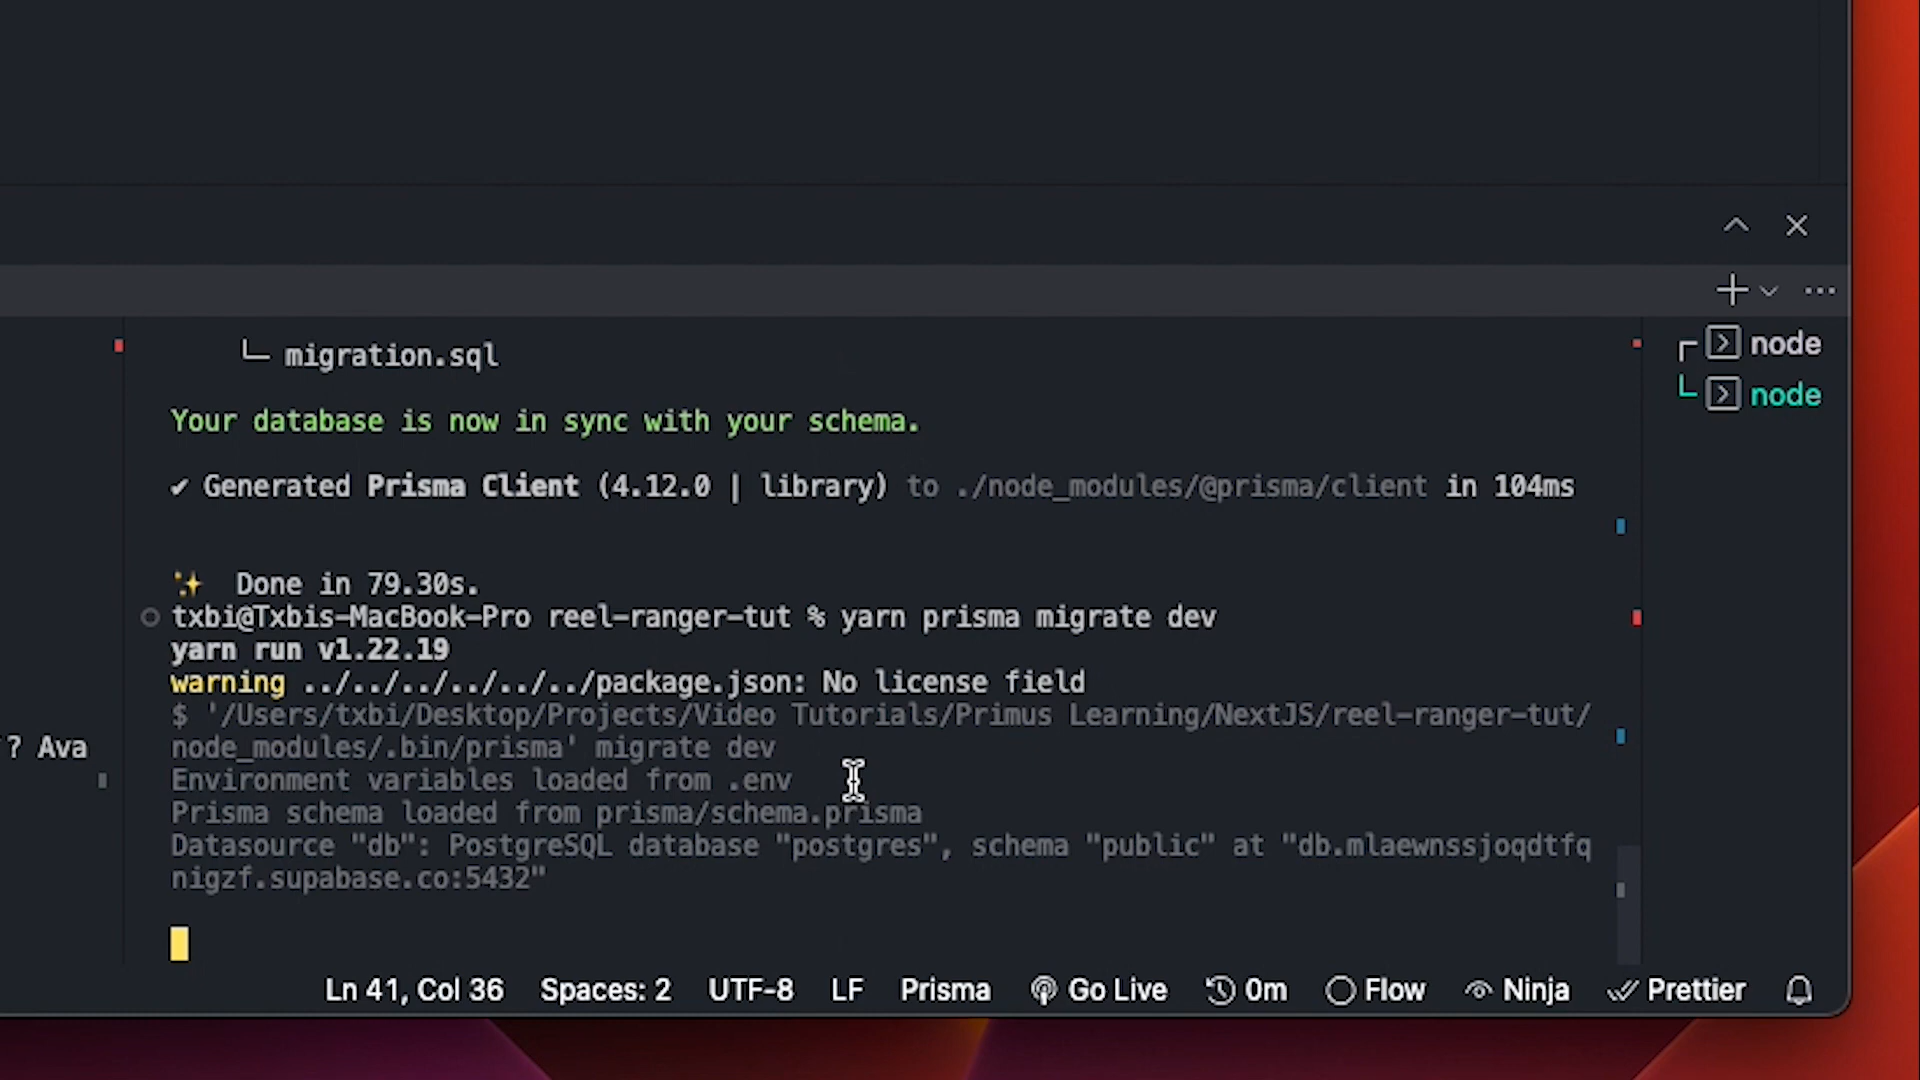 └─ migration.sql
node
Your database is now in sync with your schema.
node
✔ Generated Prisma Client (4.12.0 | library) to ./node_modules/@prisma/client in 104ms
✨ Done in 79.30s.
txbi@Txbis-MacBook-Pro reel-ranger-tut % yarn prisma migrate dev
yarn run v1.22.19
warning ../../../../../../package.json: No license field
$ '/Users/txbi/Desktop/Projects/Video Tutorials/Primus Learning/NextJS/reel-ranger-tut/
node_modules/.bin/prisma' migrate dev
? Ava
Environment variables loaded from .env
Prisma schema loaded from prisma/schema.prisma
Datasource "db": PostgreSQL database "postgres", schema "public" at "db.mlaewnssjoqdtfq
nigzf.supabase.co:5432"
Ln 41, Col 36 Spaces: 2 UTF-8 LF Prisma Go Live 0m Flow Ninja Prettier